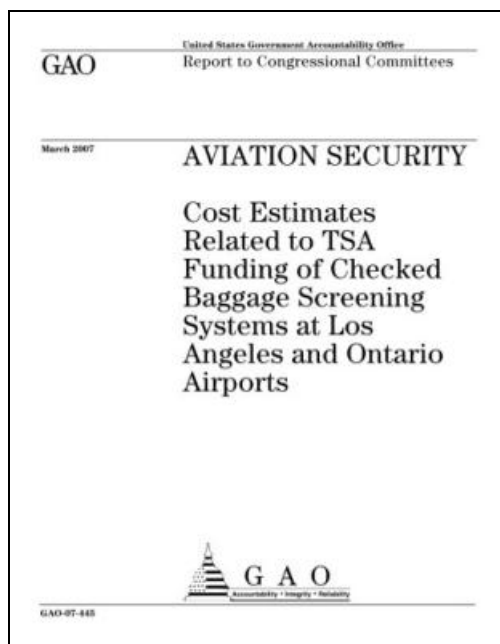 United States Government Accountability Office
GAO
Report to Congressional Committees
March 2007
AVIATION SECURITY
Cost Estimates
Related to TSA
Funding of Checked
Baggage Screening
Systems at Los
Angeles and Ontario
Airports
G A O
Accountability * Integrity * Reliability
GAO-07-445